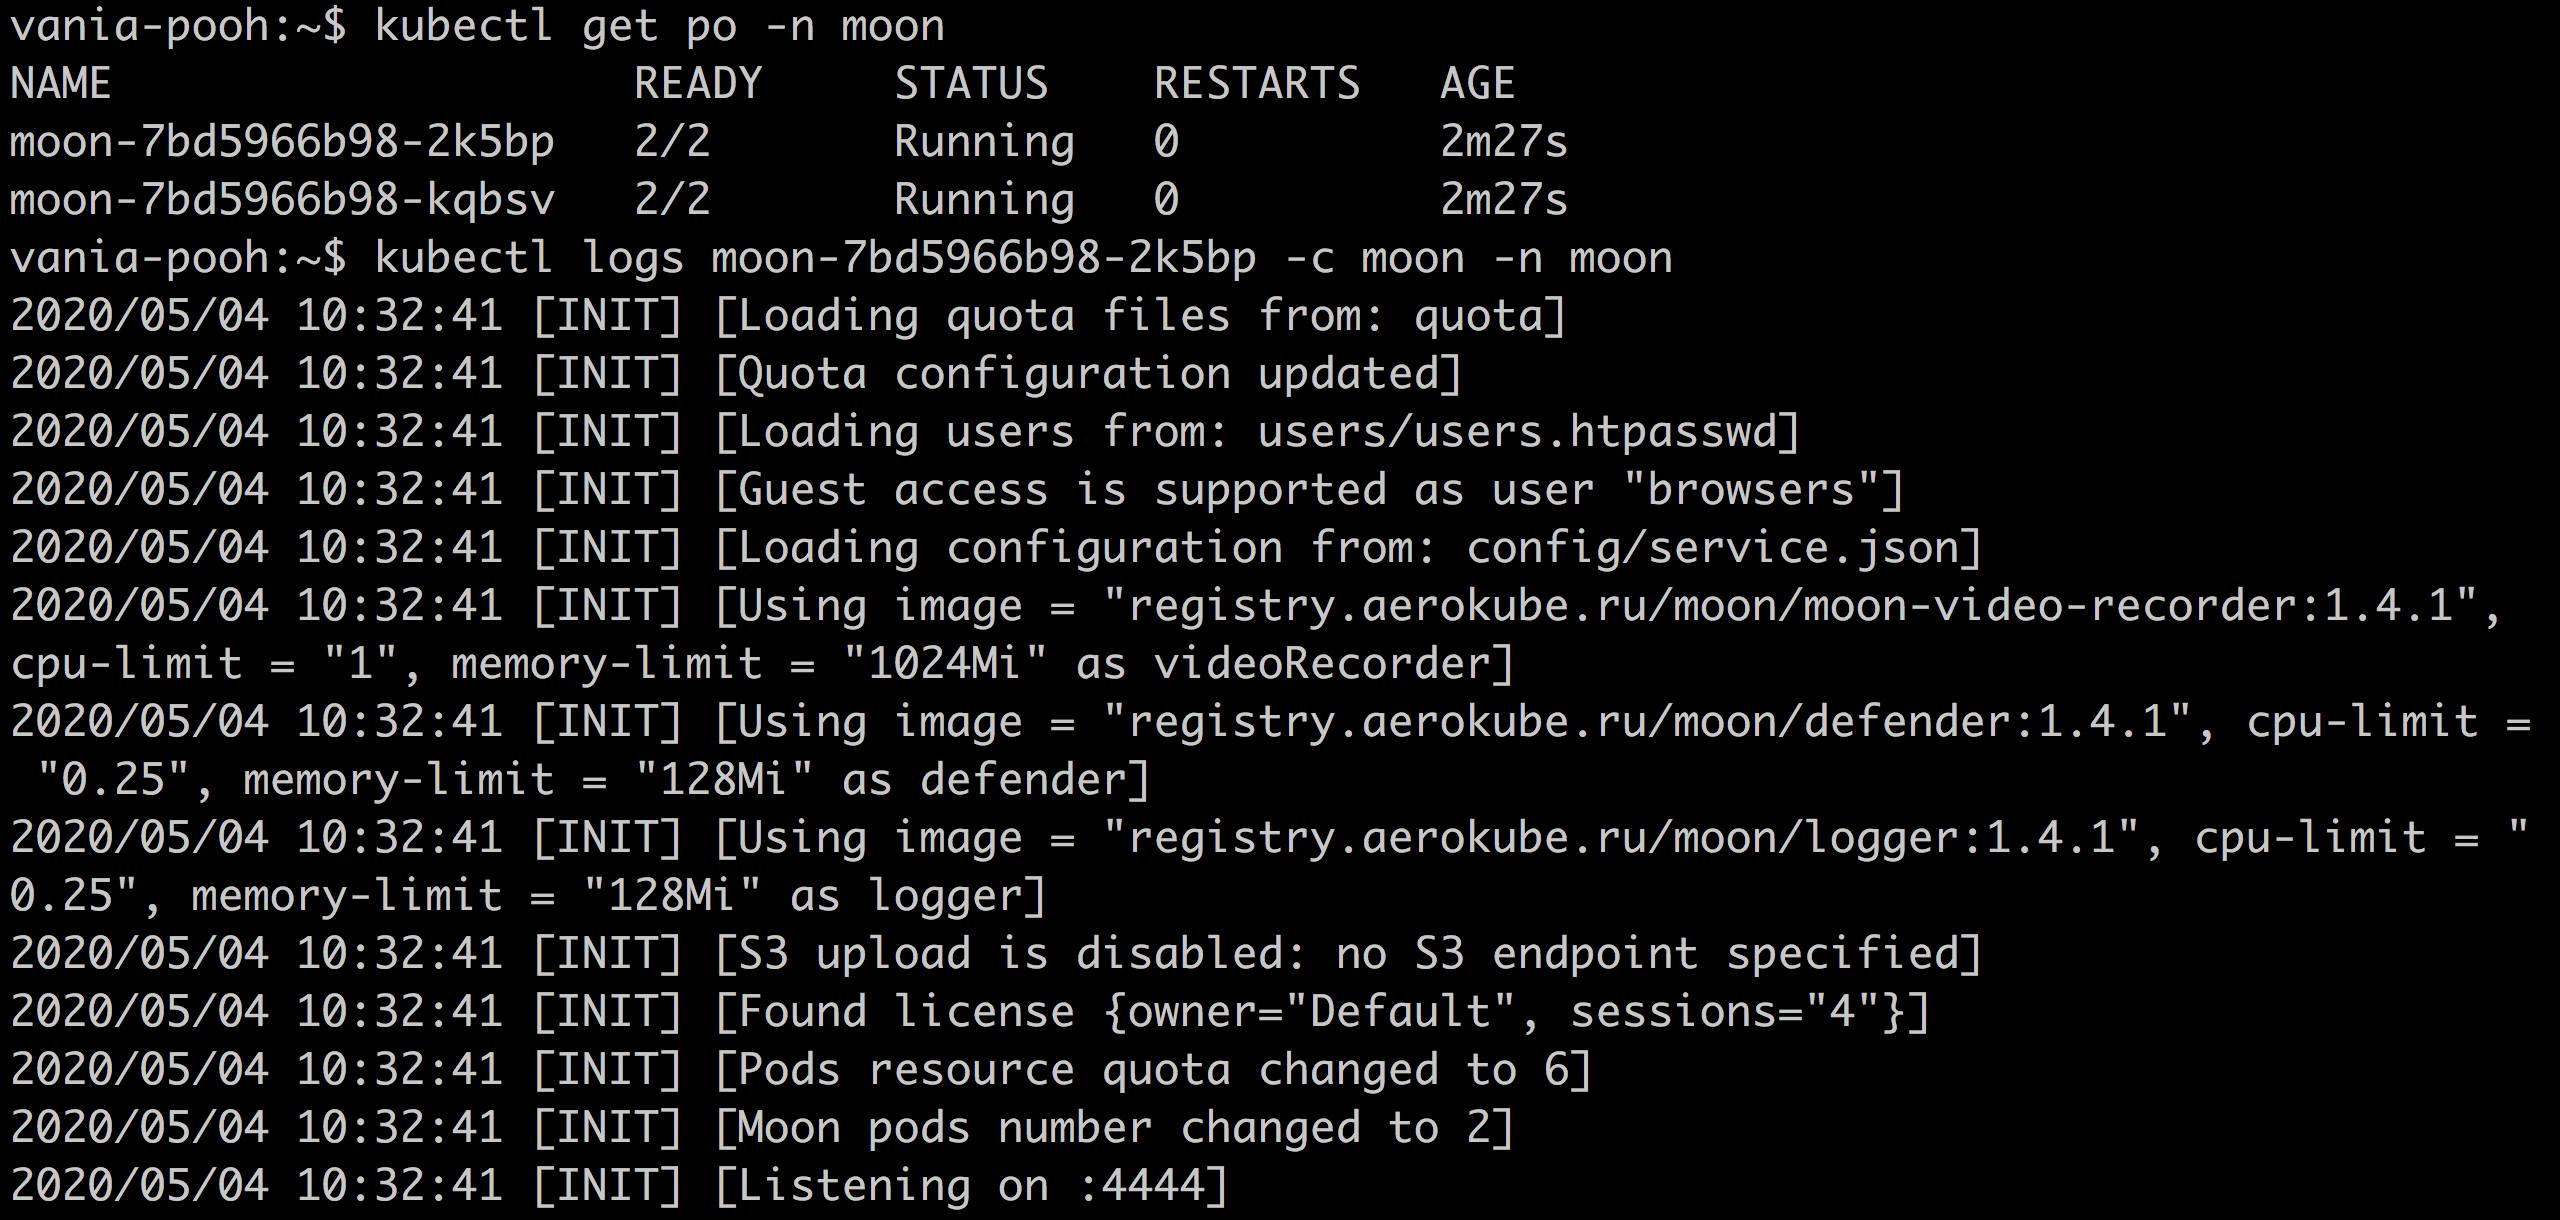 vania-pooh:~$ kubectl get po -n moon
NAME                    READY     STATUS    RESTARTS   AGE
moon-7bd5966b98-2k5bp   2/2       Running   0          2m27s
moon-7bd5966b98-kqbsv   2/2       Running   0          2m27s
vania-pooh:~$ kubectl logs moon-7bd5966b98-2k5bp -c moon -n moon
2020/05/04 10:32:41 [INIT] [Loading quota files from: quota]
2020/05/04 10:32:41 [INIT] [Quota configuration updated]
2020/05/04 10:32:41 [INIT] [Loading users from: users/users.htpasswd]
2020/05/04 10:32:41 [INIT] [Guest access is supported as user "browsers"]
2020/05/04 10:32:41 [INIT] [Loading configuration from: config/service.json]
2020/05/04 10:32:41 [INIT] [Using image = "registry.aerokube.ru/moon/moon-video-recorder:1.4.1",
cpu-limit = "1", memory-limit = "1024Mi" as videoRecorder]
2020/05/04 10:32:41 [INIT] [Using image = "registry.aerokube.ru/moon/defender:1.4.1", cpu-limit =
 "0.25", memory-limit = "128Mi" as defender]
2020/05/04 10:32:41 [INIT] [Using image = "registry.aerokube.ru/moon/logger:1.4.1", cpu-limit = "
0.25", memory-limit = "128Mi" as logger]
2020/05/04 10:32:41 [INIT] [S3 upload is disabled: no S3 endpoint specified]
2020/05/04 10:32:41 [INIT] [Found license {owner="Default", sessions="4"}]
2020/05/04 10:32:41 [INIT] [Pods resource quota changed to 6]
2020/05/04 10:32:41 [INIT] [Moon pods number changed to 2]
2020/05/04 10:32:41 [INIT] [Listening on :4444]